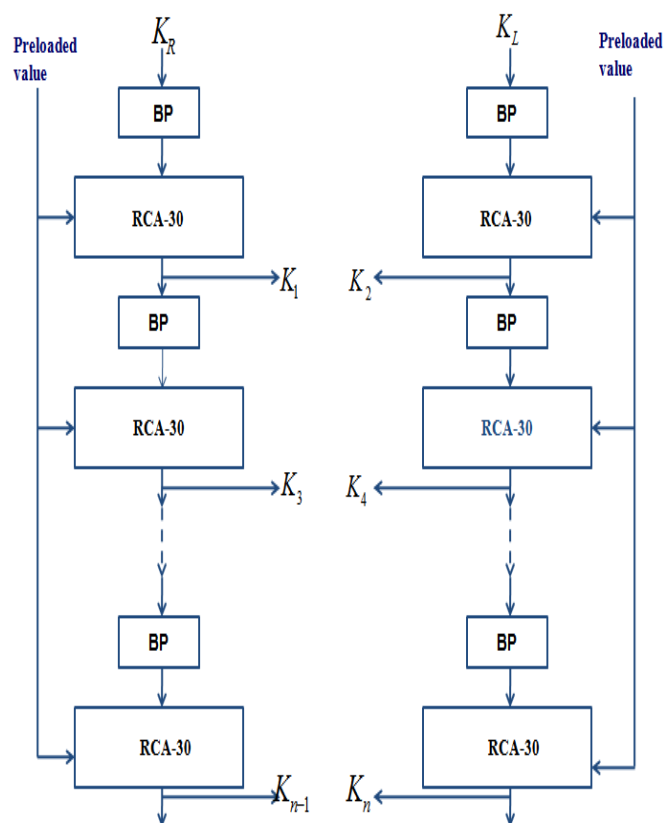 Preloaded
value
K_R
K_L
Preloaded
value
BP
BP
RCA-30
RCA-30
K_1
K_2
BP
BP
RCA-30
RCA-30
K_3
K_4
BP
BP
RCA-30
RCA-30
K_{n-1}
K_n